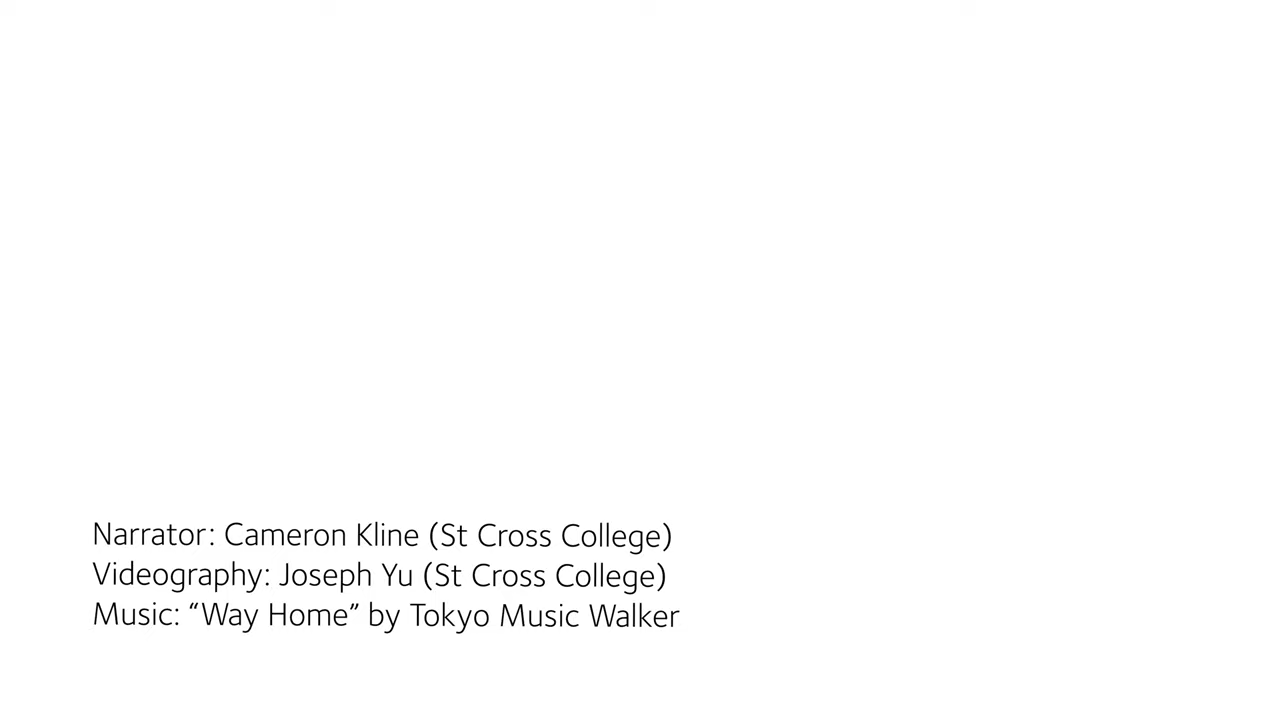 Narrator: Cameron Kline (St Cross College)
Videography: Joseph Yu (St Cross College)
Music: “Way Home” by Tokyo Music Walker